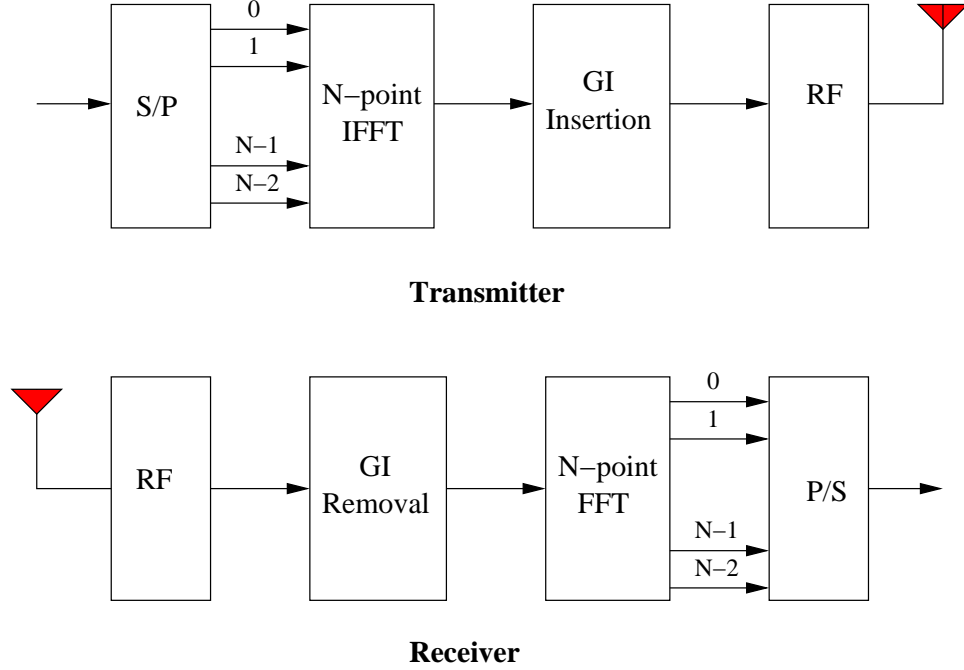 0
1
S/P
N−1
N−2
N−point
IFFT
GI
Insertion
RF
Transmitter
RF
GI
Removal
N−point
FFT
0
1
N−1
N−2
P/S
Receiver